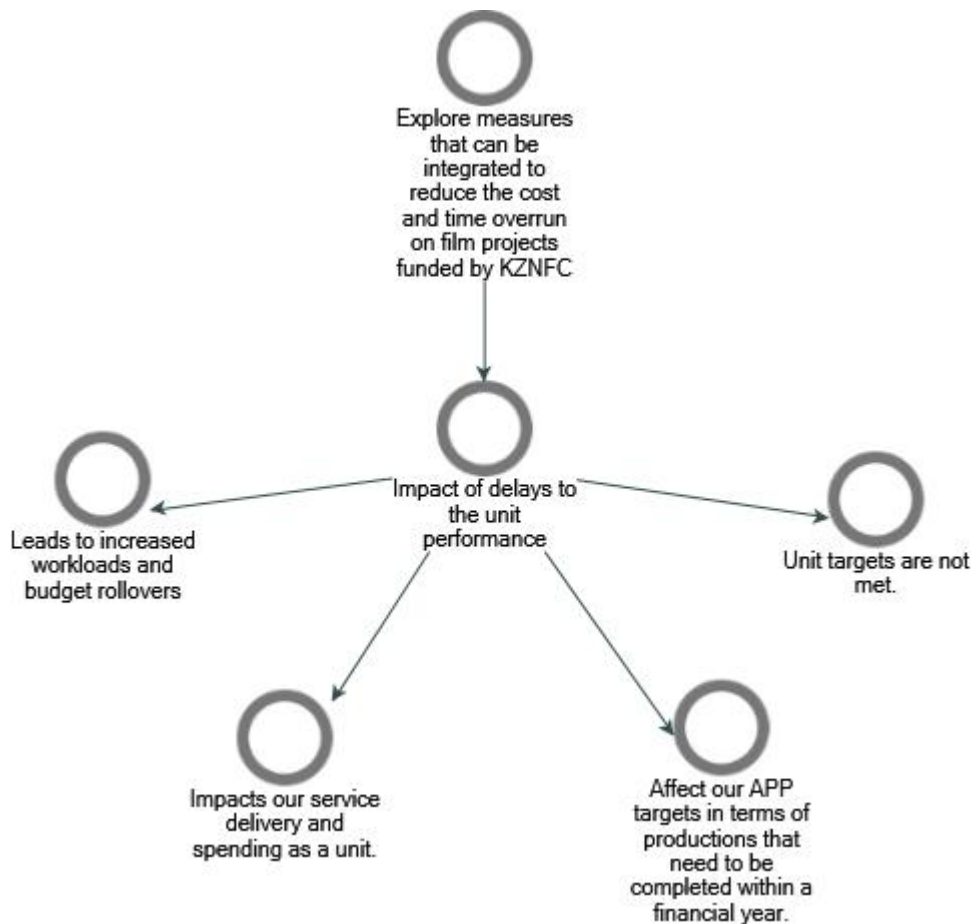 Explore measures
that can be
integrated to
reduce the cost
and time overrun
on film projects
funded by KZNFC
Impact of delays to
the unit
performance
Leads to increased
workloads and
budget rollovers
Unit targets are not
met.
Impacts our service
delivery and
spending as a unit.
Affect our APP
targets in terms of
productions that
need to be
completed within a
financial year.